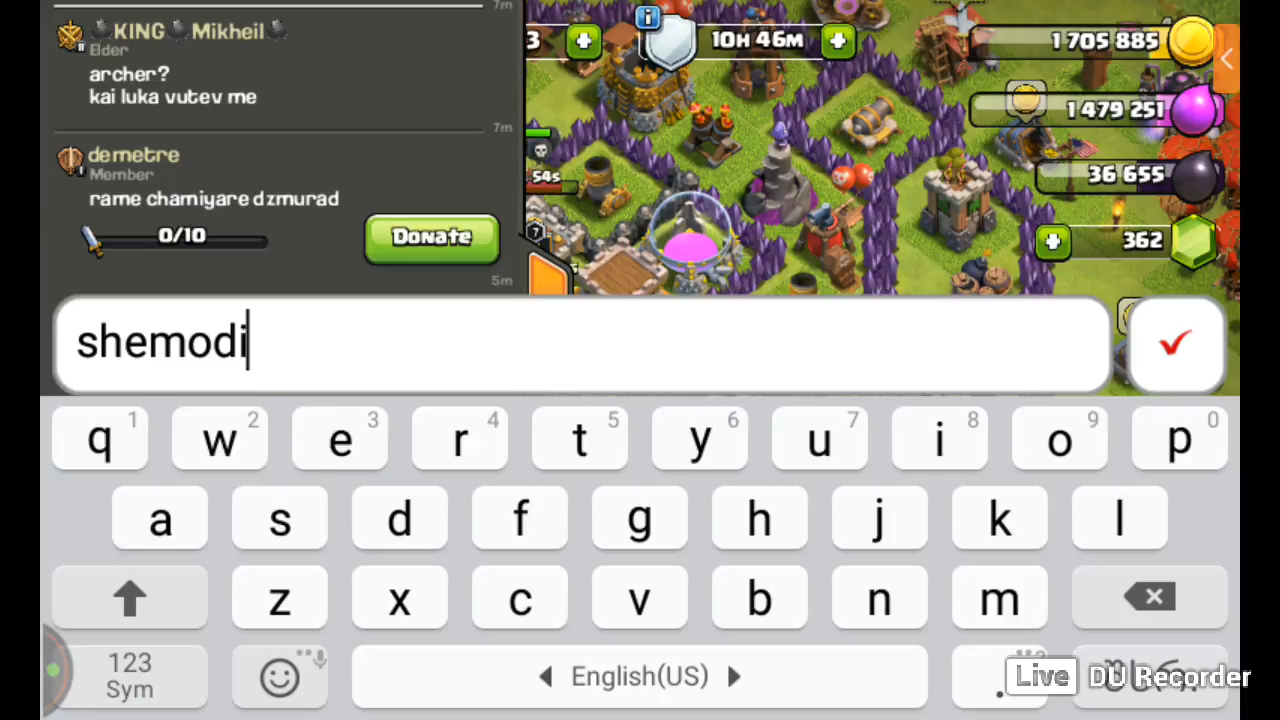 7m
KING Mikheil
Elder
archer?
kai luka vutev me
7m
demetre
Member
rame chamiyare dzmurad
0/10
Donate
5m
3
10H 46M
1 705 885
1 479 251
36 655
362
54s
7
shemodi
q 1 w 2 e 3 r 4 t 5 y 6 u 7 i 8 o 9 p 0
a s d f g h j k l
z x c v b n m
123
Sym
English(US)
.
Live DU Recorder